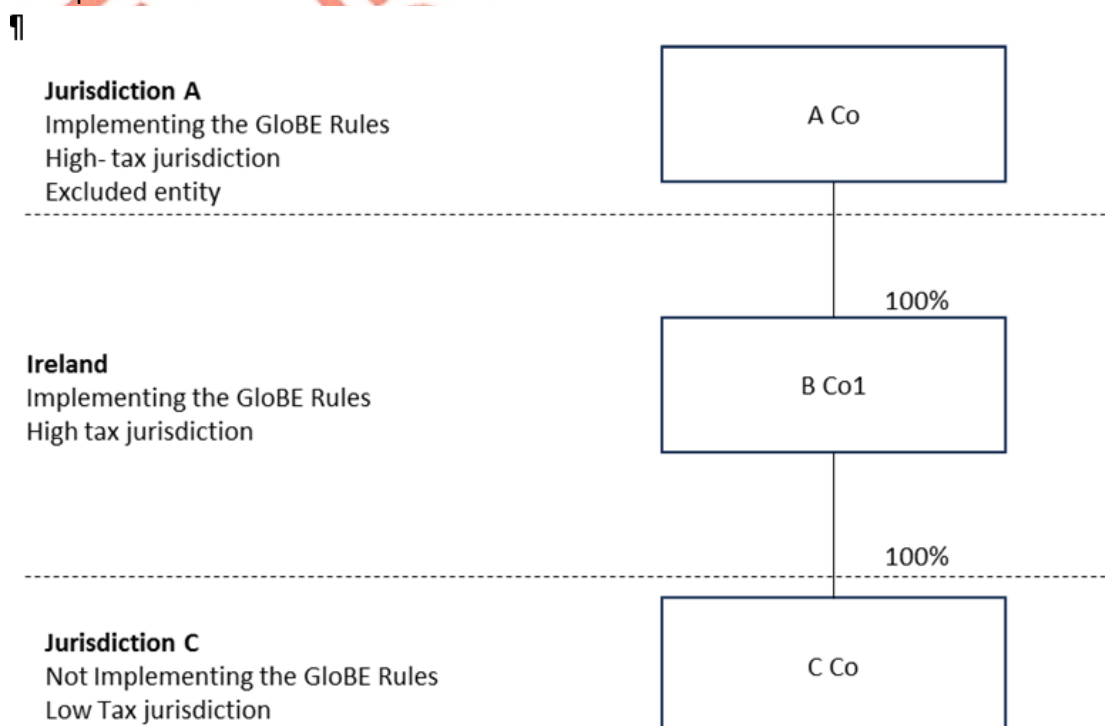 ¶
Jurisdiction A
Implementing the GloBE Rules
High- tax jurisdiction
Excluded entity
A Co
100%
Ireland
Implementing the GloBE Rules
High tax jurisdiction
B Co1
100%
Jurisdiction C
Not Implementing the GloBE Rules
Low Tax jurisdiction
C Co